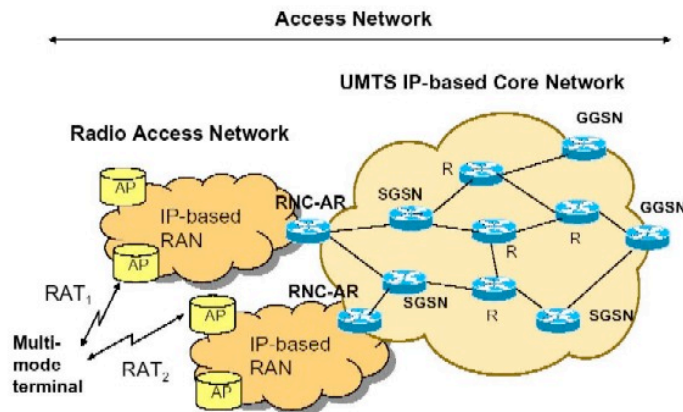 Access Network
UMTS IP-based Core Network
GGSN
Radio Access Network
R
AP
RNC-AR
SGSN
IP-based
RAN
GGSN
R
R
AP
RAT1
RNC-AR
SGSN
AP
R
SGSN
Multi-
mode
terminal
IP-based
RAN
RAT2
AP